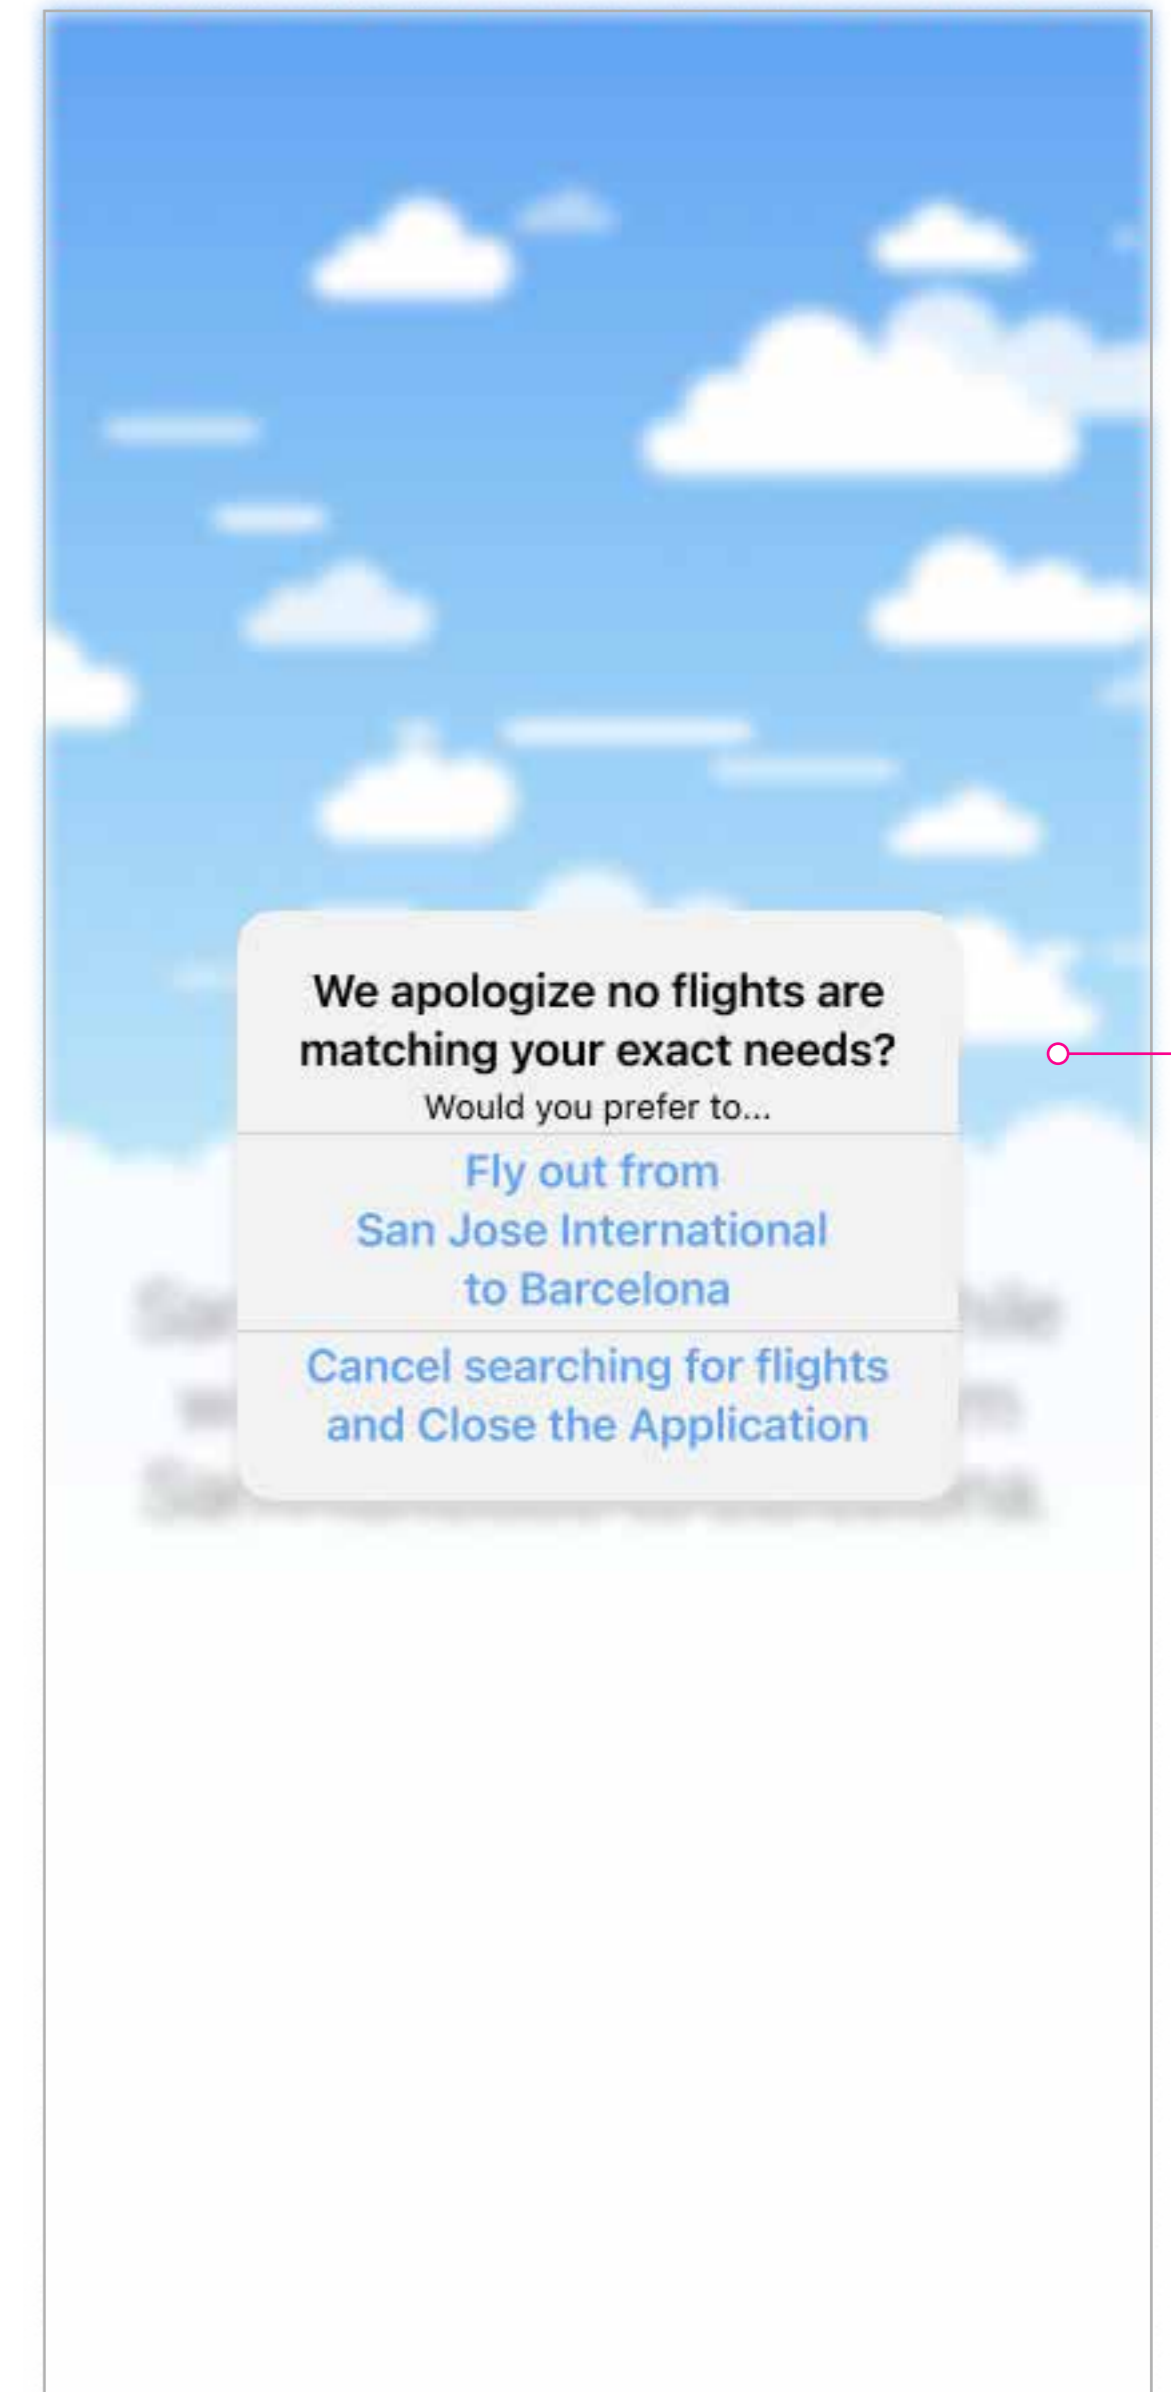 We apologize no flights are
matching your exact needs?
Would you prefer to...
Fly out from
San Jose International
to Barcelona
Cancel searching for flights
and Close the Application